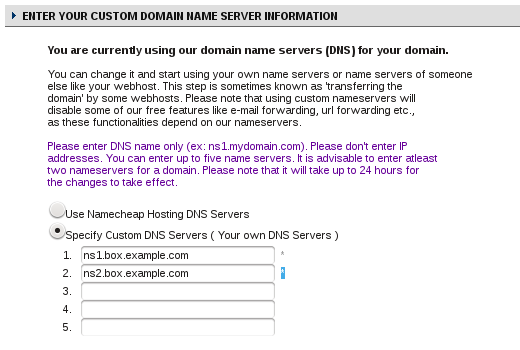 ENTER YOUR CUSTOM DOMAIN NAME SERVER INFORMATION
You are currently using our domain name servers (DNS) for your domain.
You can change it and start using your own name servers or name servers of someone
else like your webhost. This step is sometimes known as 'transferring the
domain' by some webhosts. Please note that using custom nameservers will
disable some of our free features like e-mail forwarding, url forwarding etc.,
as these functionalities depend on our nameservers.
Please enter DNS name only (ex: ns1.mydomain.com). Please don't enter IP
addresses. You can enter up to five name servers. It is advisable to enter atleast
two nameservers for a domain. Please note that it will take up to 24 hours for
the changes to take effect.
Use Namecheap Hosting DNS Servers
Specify Custom DNS Servers ( Your own DNS Servers )
1. ns1.box.example.com *
2. ns2.box.example.com *
3.
4.
5.